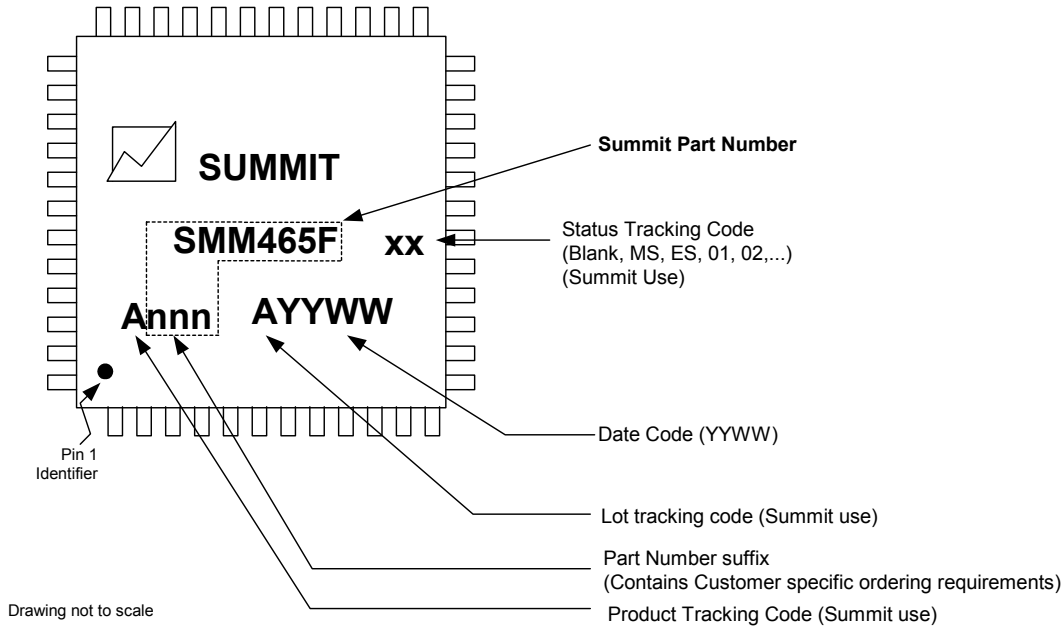 SUMMIT
SMM465F
xx
Annn
AYYWW
Summit Part Number
Status Tracking Code
(Blank, MS, ES, 01, 02,...)
(Summit Use)
Date Code (YYWW)
Lot tracking code (Summit use)
Part Number suffix
(Contains Customer specific ordering requirements)
Product Tracking Code (Summit use)
Pin 1
Identifier
Drawing not to scale